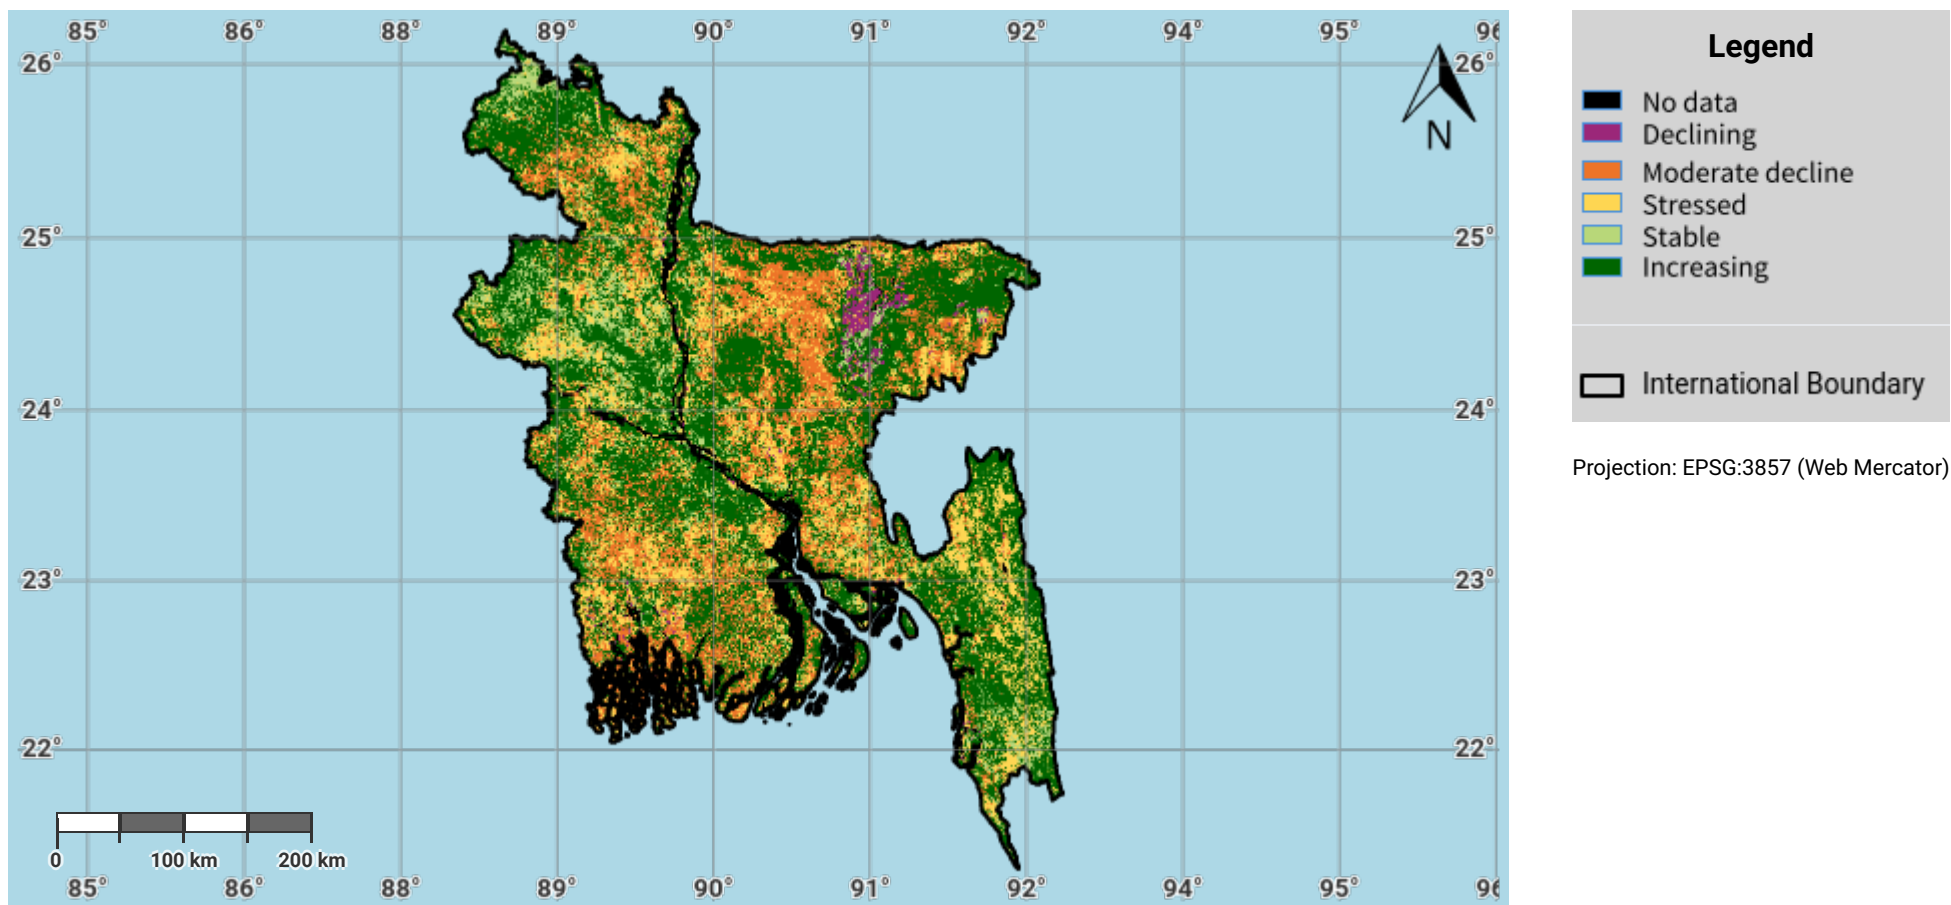 85° 86° 88° 89° 90° 91° 92° 94° 95° 96
26° 26°
N
25° 25°
24° 24°
23° 23°
22° 22°
0 100 km 200 km
85° 86° 88° 89° 90° 91° 92° 94° 95° 96
Legend
No data
Declining
Moderate decline
Stressed
Stable
Increasing
International Boundary
Projection: EPSG:3857 (Web Mercator)